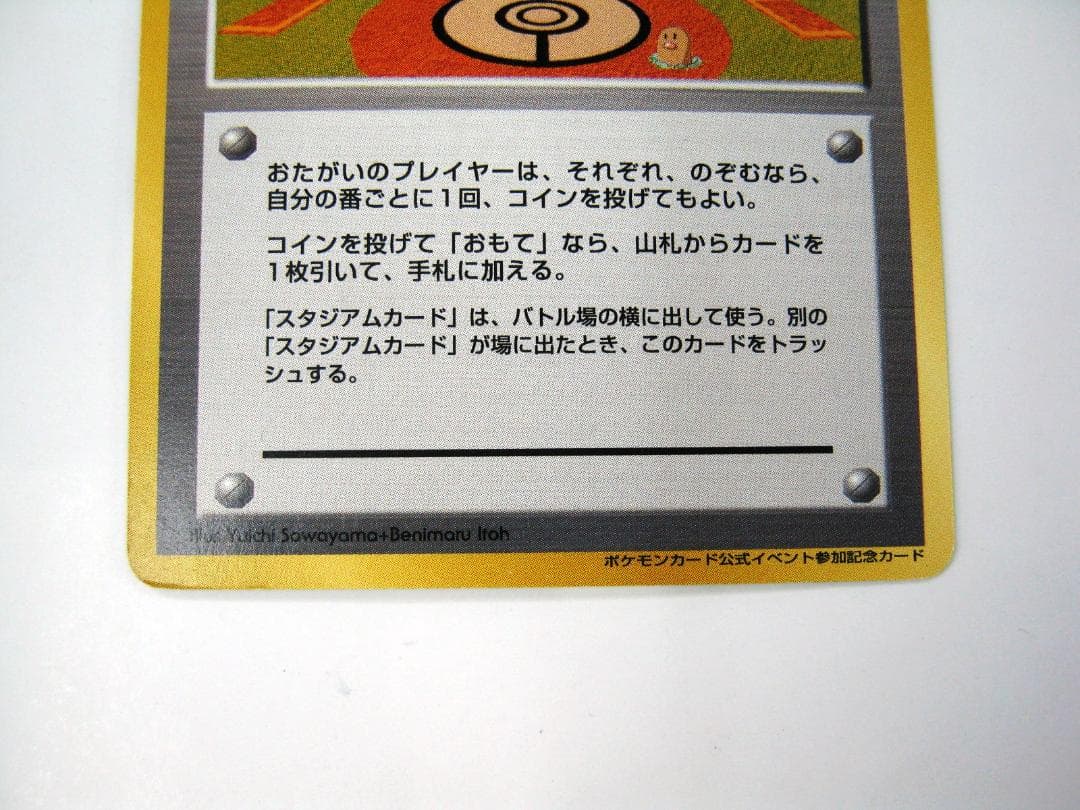 おたがいのプレイヤーは、それぞれ、のぞむなら、
自分の番ごとに1回、コインを投げてもよい。
コインを投げて「おもて」なら、山札からカードを
1枚引いて、手札に加える。
「スタジアムカード」は、バトル場の横に出して使う。別の
「スタジアムカード」が場に出たとき、このカードをトラッ
シュする。
Illus. Yuichi Sawayama+Benimaru Itoh
ポケモンカード公式イベント参加記念カード